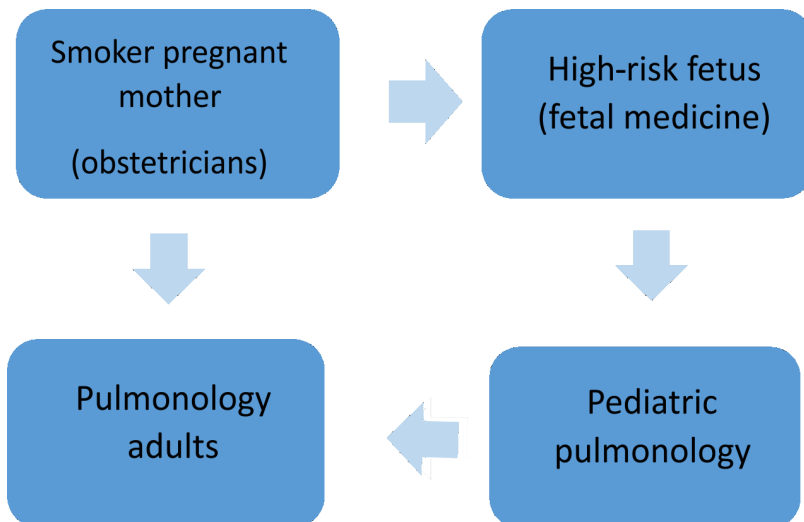 Smoker pregnant
mother
(obstetricians)
High-risk fetus
(fetal medicine)
Pulmonology
adults
Pediatric
pulmonology